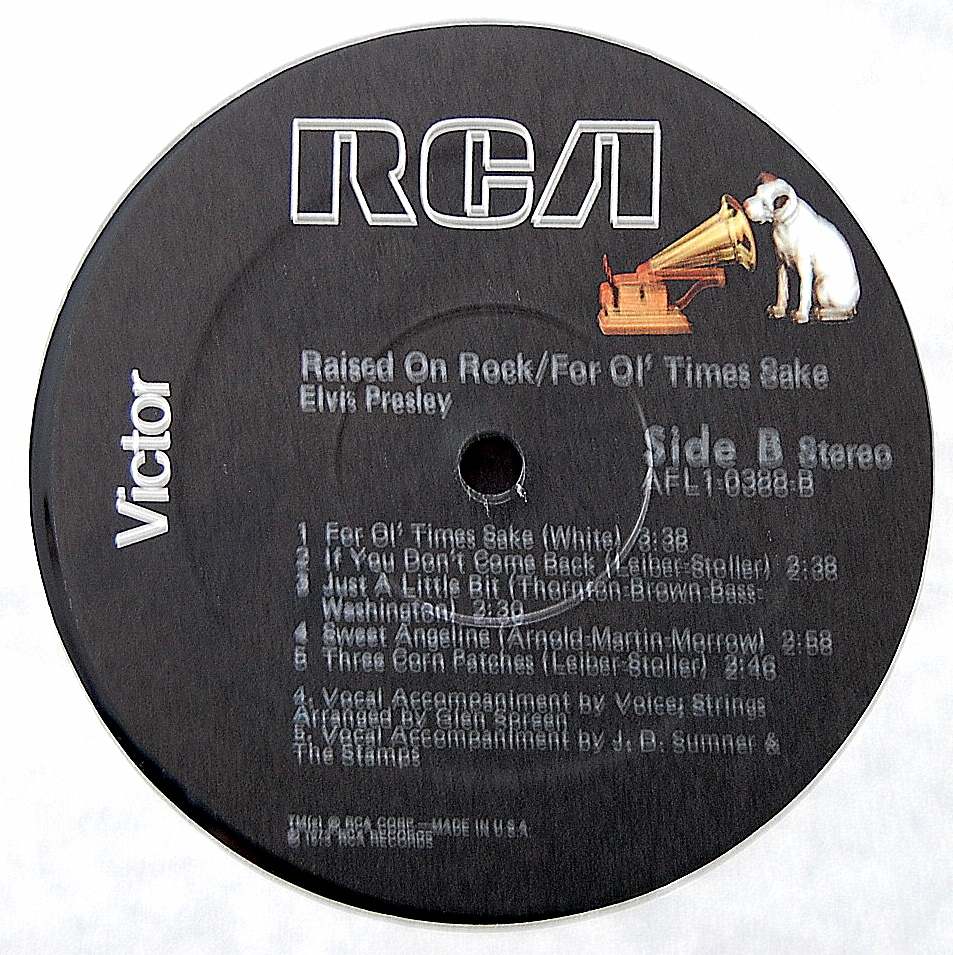 RCA
Victor
Raised On Rock/For Ol' Times Sake
Elvis Presley
Side B Stereo
AFL1-0388-B
1 For Ol' Times Sake (White) 3:38
2 If You Don't Come Back (Leiber-Stoller) 2:38
3 Just A Little Bit (Thornton-Brown-Bass-
Washington) 2:30
4 Sweet Angeline (Arnold-Martin-Morrow) 2:58
5 Three Corn Patches (Leiber-Stoller) 2:46
4. Vocal Accompaniment by Voice; Strings
Arranged by Glen Spreen
5. Vocal Accompaniment by J. D. Sumner &
The Stamps
TM(s) ® RCA CORP.—MADE IN U.S.A.
RCA RECORDS